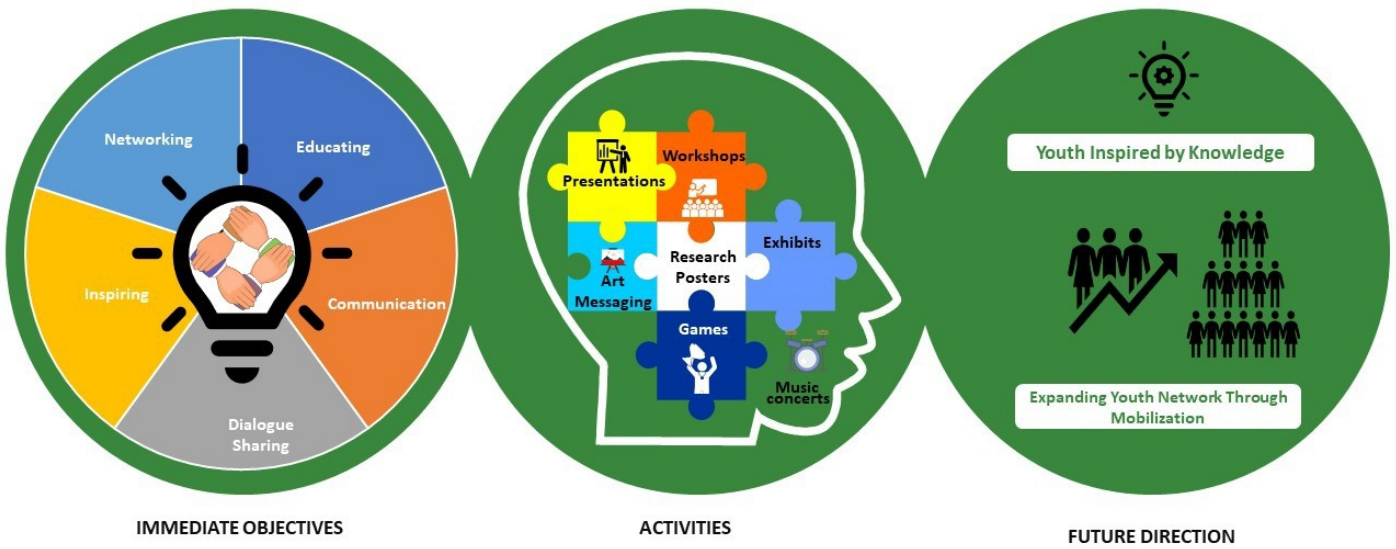 Networking
Educating
Inspiring
Communication
Dialogue
Sharing
IMMEDIATE OBJECTIVES
Presentations
Workshops
Art
Messaging
Research
Posters
Exhibits
Games
Music
concerts
ACTIVITIES
Youth Inspired by Knowledge
Expanding Youth Network Through
Mobilization
FUTURE DIRECTION